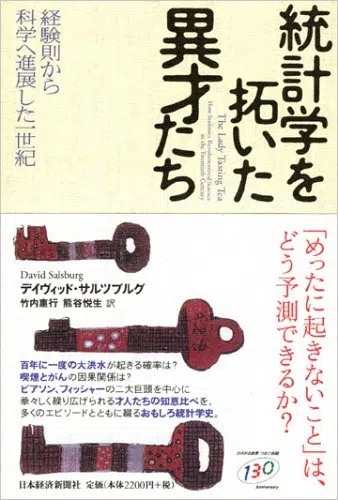 統計学を
拓いた
異才たち
The Lady Tasting Tea
How Statistics Revolutionized Science
in the Twentieth Century
経験則から
科学へ進展した一世紀
「めったに起きないこと」は、
どう予測できるか?
David Salsburg
デイヴィッド・サルツブルグ
竹内惠行 熊谷悦生 訳
百年に一度の大洪水が起きる確率は?
喫煙とがんの因果関係は?
ピアソン、フィッシャーの二大巨頭を中心に
華々しく繰り広げられる才人たちの知恵比べを、
多くのエピソードとともに綴るおもしろ統計学史。
日本経済新聞社 定価(本体2200円+税)
130
Anniversary